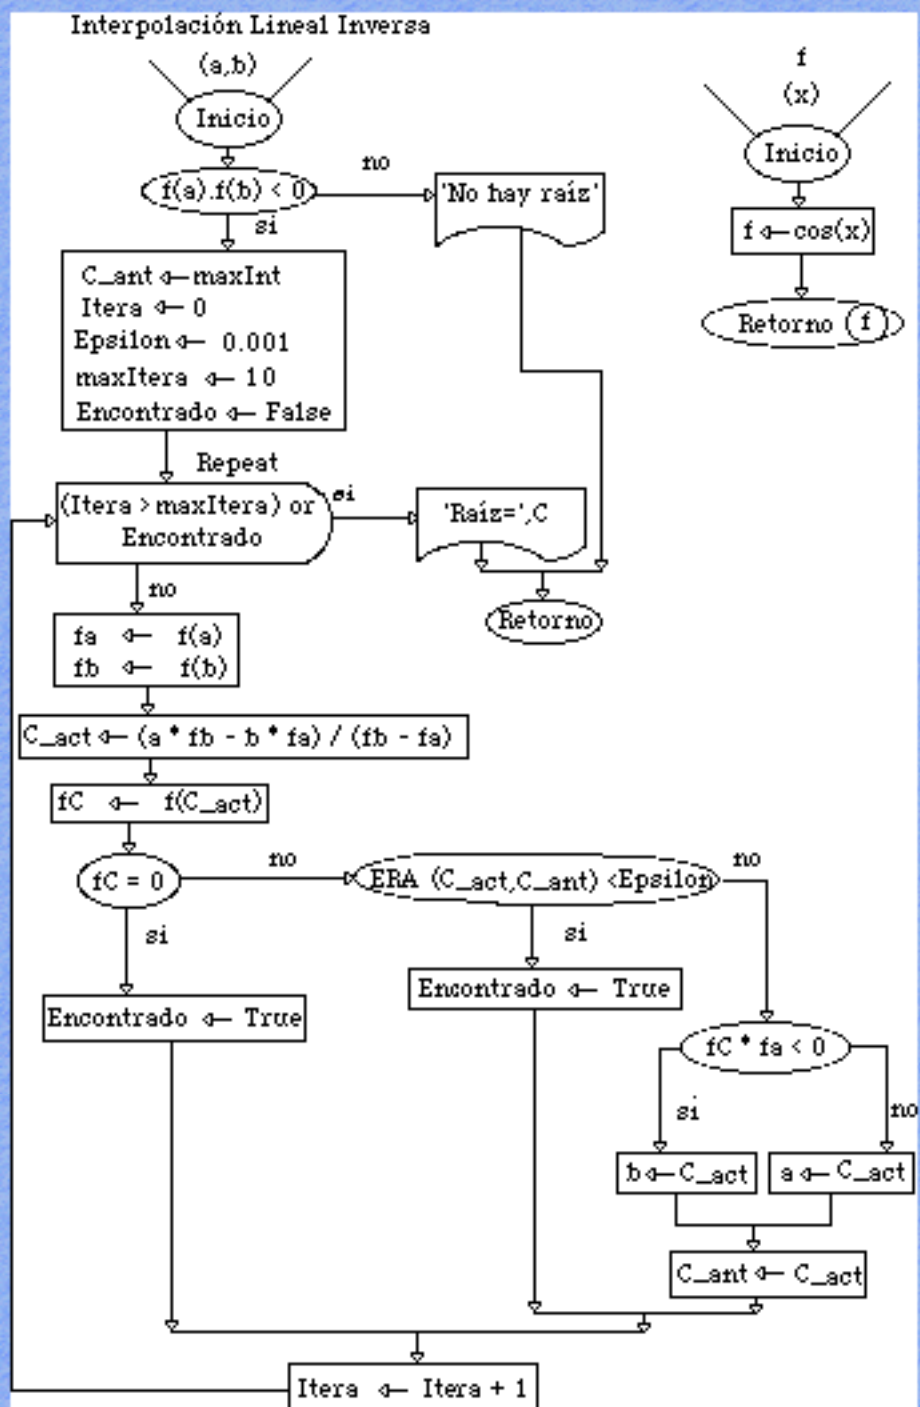 Interpolación Lineal Inversa
(a,b)
Inicio
f(a).f(b) < 0
no
'No hay raíz'
si
C_ant ← maxInt
Itera ← 0
Epsilon ← 0.001
maxItera ← 10
Encontrado ← False
Repeat
(Itera > maxItera) or
Encontrado
si
'Raíz=',C
Retorno
no
fa ← f(a)
fb ← f(b)
C_act ← (a * fb - b * fa) / (fb - fa)
fC ← f(C_act)
fC = 0
no
ERA (C_act,C_ant) <Epsilon
no
si
Encontrado ← True
si
Encontrado ← True
fC * fa < 0
si
no
b ← C_act
a ← C_act
C_ant ← C_act
Itera ← Itera + 1
f
(x)
Inicio
f ← cos(x)
Retorno f